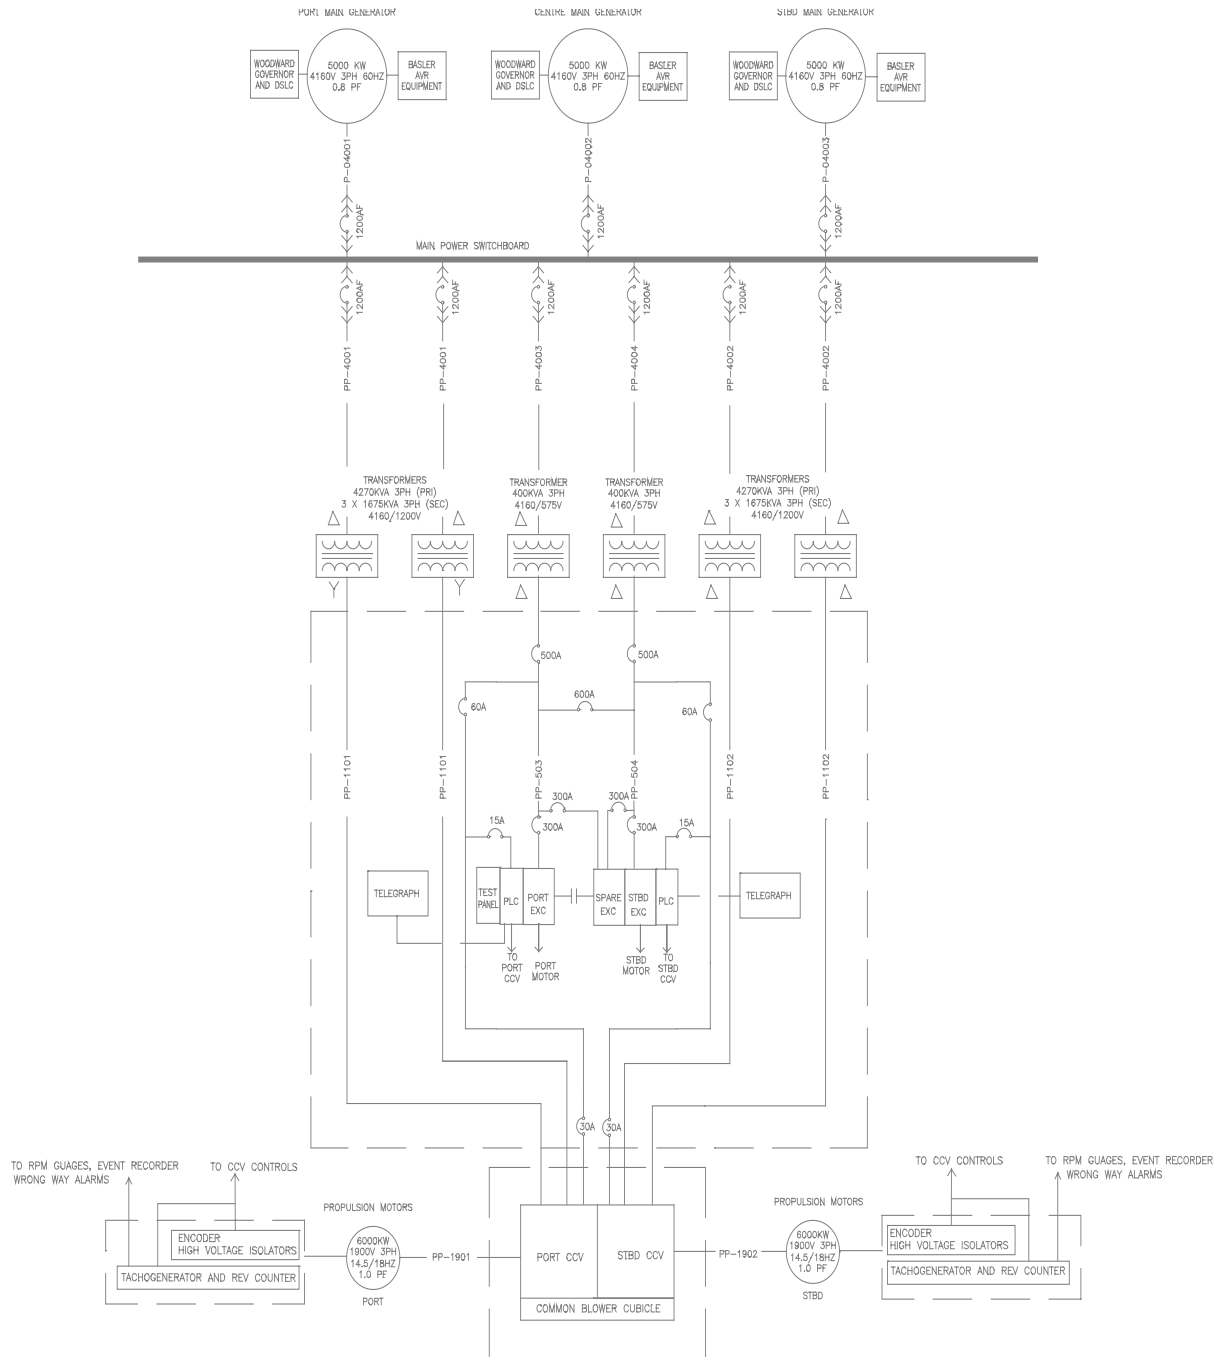 PORT MAIN GENERATOR
CENTRE MAIN GENERATOR
STBD MAIN GENERATOR
WOODWARD
GOVERNOR
AND DSLC
5000 KW
4160V 3PH 60HZ
0.8 PF
BASLER
AVR
EQUIPMENT
WOODWARD
GOVERNOR
AND DSLC
5000 KW
4160V 3PH 60HZ
0.8 PF
BASLER
AVR
EQUIPMENT
WOODWARD
GOVERNOR
AND DSLC
5000 KW
4160V 3PH 60HZ
0.8 PF
BASLER
AVR
EQUIPMENT
P-04001
P-04002
P-04003
1200AF
1200AF
1200AF
MAIN POWER SWITCHBOARD
1200AF
1200AF
1200AF
1200AF
1200AF
1200AF
PP-4001
PP-4001
PP-4003
PP-4004
PP-4002
PP-4002
TRANSFORMERS
4270KVA 3PH (PRI)
3 X 1675KVA 3PH (SEC)
4160/1200V
TRANSFORMER
400KVA 3PH
4160/575V
TRANSFORMER
400KVA 3PH
4160/575V
TRANSFORMERS
4270KVA 3PH (PRI)
3 X 1675KVA 3PH (SEC)
4160/1200V
500A
500A
60A
600A
60A
PP-1101
PP-1101
PP-503
PP-504
PP-1102
PP-1102
300A
300A
15A
300A
300A
15A
TELEGRAPH
TEST
PANEL
PLC
PORT
EXC
SPARE
EXC
STBD
EXC
PLC
TELEGRAPH
TO
PORT
CCV
PORT
MOTOR
STBD
MOTOR
TO
STBD
CCV
30A
30A
TO RPM GUAGES, EVENT RECORDER
WRONG WAY ALARMS
TO CCV CONTROLS
TO CCV CONTROLS
TO RPM GUAGES, EVENT RECORDER
WRONG WAY ALARMS
PROPULSION MOTORS
PROPULSION MOTORS
ENCODER
HIGH VOLTAGE ISOLATORS
TACHOGENERATOR AND REV COUNTER
6000KW
1900V 3PH
14.5/18HZ
1.0 PF
PORT
PP-1901
PORT CCV
STBD CCV
COMMON BLOWER CUBICLE
PP-1902
6000KW
1900V 3PH
14.5/18HZ
1.0 PF
STBD
ENCODER
HIGH VOLTAGE ISOLATORS
TACHOGENERATOR AND REV COUNTER